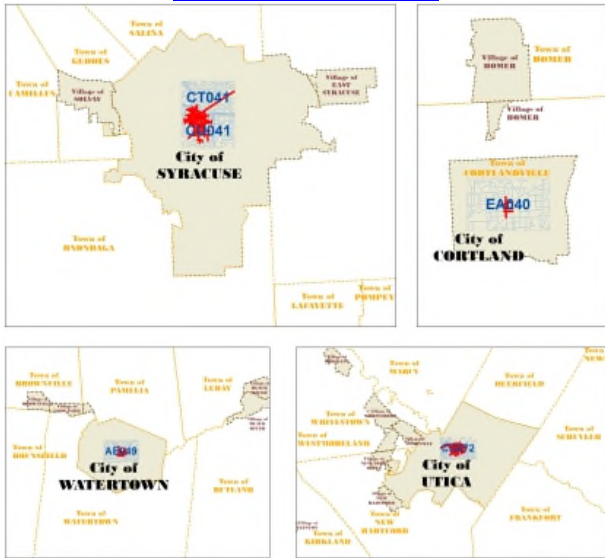 Town of
SALINA
Town of
GEDDES
Town of
CAMILLUS
Village of
SOLVAY
Village of
EAST
SYRACUSE
CT041
City of
SYRACUSE
Town of
ONONDAGA
Town of
LAFAYETTE
Town of
POMPEY
Village of
HOMER
Town of
HOMER
Village of
HOMER
Town of
CORTLANDVILLE
EA040
City of
CORTLAND
Town of
BROWNVILLE
Town of
PAMELIA
Town of
LERAY
Town of
HOUNSFIELD
City of
WATERTOWN
Town of
RUTLAND
Town of
WATERTOWN
Town of
MARCY
Town of
DEERFIELD
Town of
Town of
WHITESTOWN
Town of
WESTMORELAND
Town of
SCHUYLER
City of
UTICA
Town of
FRANKFORT
Town of
NEW
HARTFORD
Town of
KIRKLAND